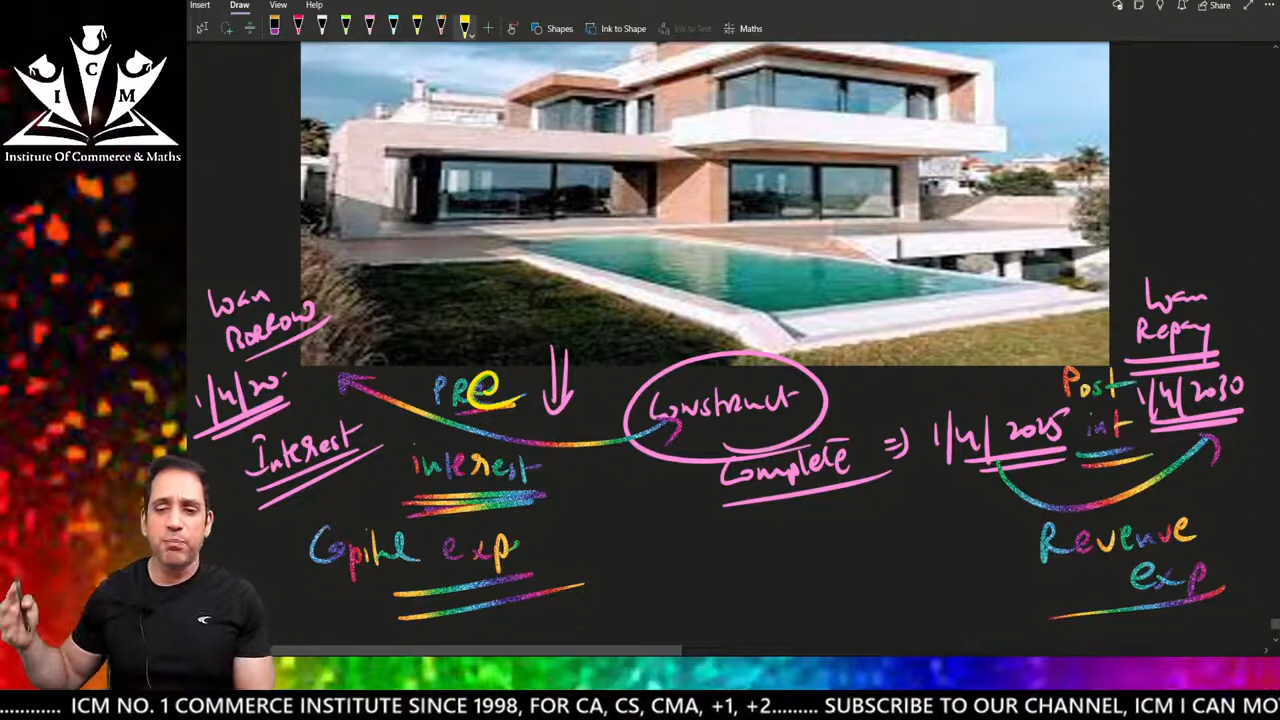 Insert Draw View Help
Share
Shapes Ink to Shape Ink to Text Maths
I C M
Institute Of Commerce & Maths
Loan
Borrow
1/4/20
Interest
PRe
interest
Capital exp
Construct
Complete ⇒ 1/4/2025
Loan
Repay
1/4/2030
Post
int
Revenue
exp
............ ICM NO. 1 COMMERCE INSTITUTE SINCE 1998, FOR CA, CS, CMA, +1, +2......... SUBSCRIBE TO OUR CHANNEL, ICM I CAN MO